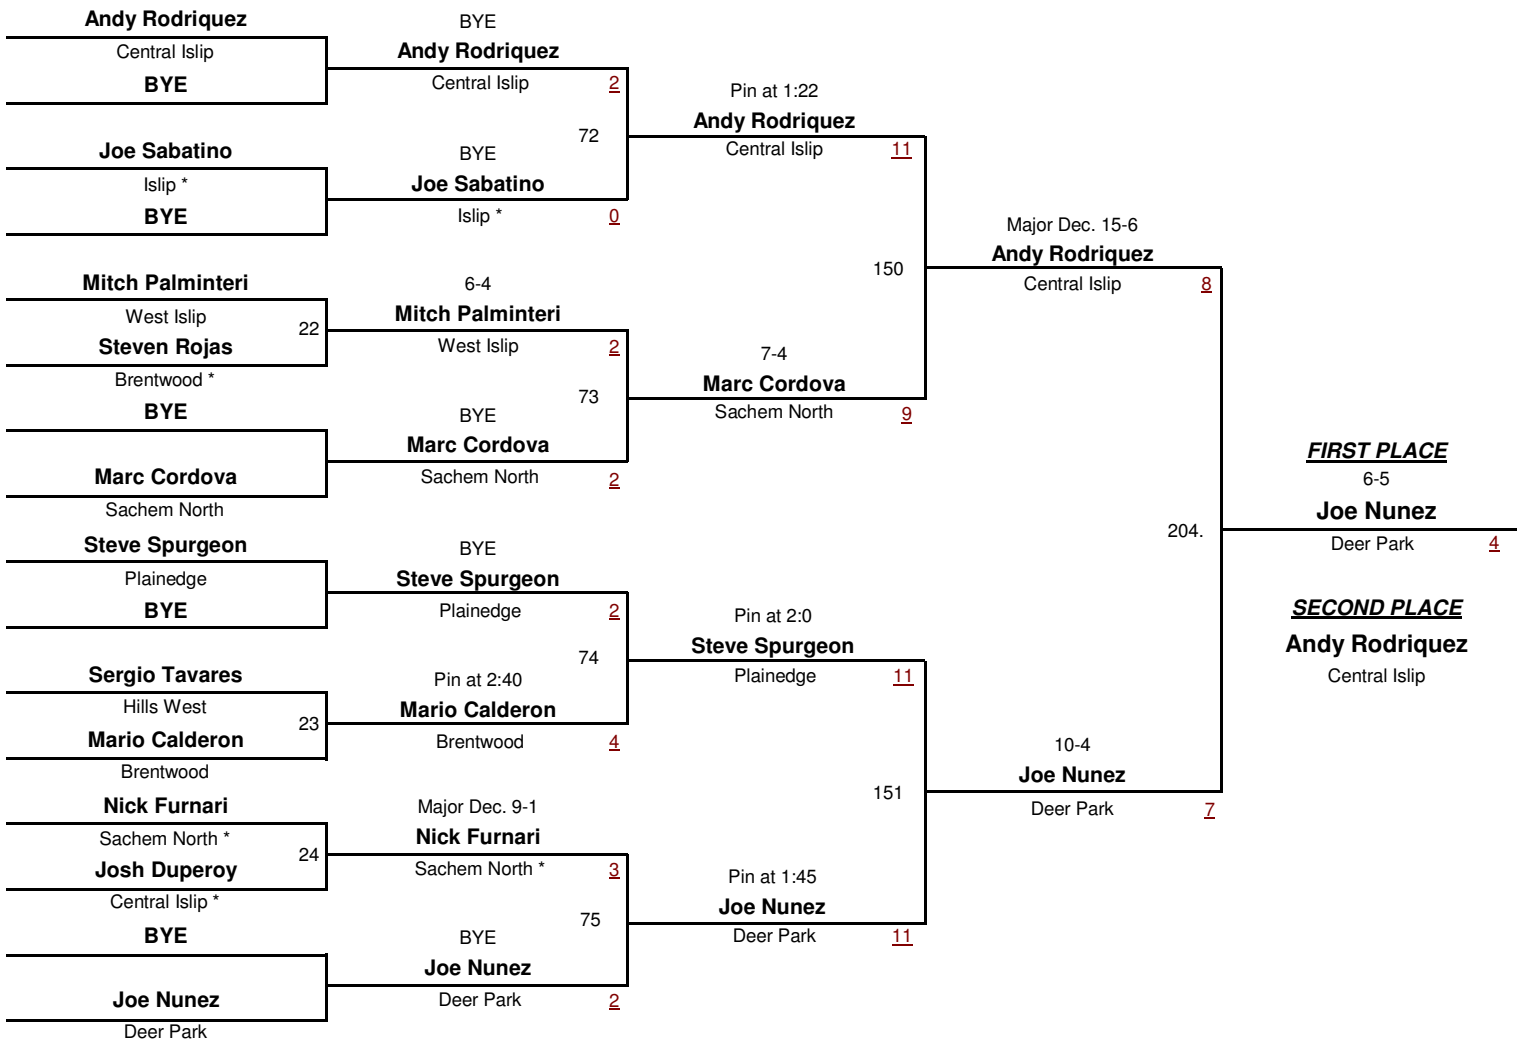 Andy Rodriquez
Central Islip
BYE
Joe Sabatino
Islip *
BYE
Mitch Palminteri
West Islip
22
Steven Rojas
Brentwood *
BYE
Marc Cordova
Sachem North
Steve Spurgeon
Plainedge
BYE
Sergio Tavares
Hills West
23
Mario Calderon
Brentwood
Nick Furnari
Sachem North *
24
Josh Duperoy
Central Islip *
BYE
Joe Nunez
Deer Park
BYE
Andy Rodriquez
Central Islip 2
72
BYE
Joe Sabatino
Islip * 0
6-4
Mitch Palminteri
West Islip 2
73
BYE
Marc Cordova
Sachem North 2
BYE
Steve Spurgeon
Plainedge 2
74
Pin at 2:40
Mario Calderon
Brentwood 4
Major Dec. 9-1
Nick Furnari
Sachem North * 3
75
BYE
Joe Nunez
Deer Park 2
Pin at 1:22
Andy Rodriquez
Central Islip 11
150
7-4
Marc Cordova
Sachem North 9
Pin at 2:0
Steve Spurgeon
Plainedge 11
151
Pin at 1:45
Joe Nunez
Deer Park 11
Major Dec. 15-6
Andy Rodriquez
Central Islip 8
204.
10-4
Joe Nunez
Deer Park 7
FIRST PLACE
6-5
Joe Nunez
Deer Park 4
SECOND PLACE
Andy Rodriquez
Central Islip